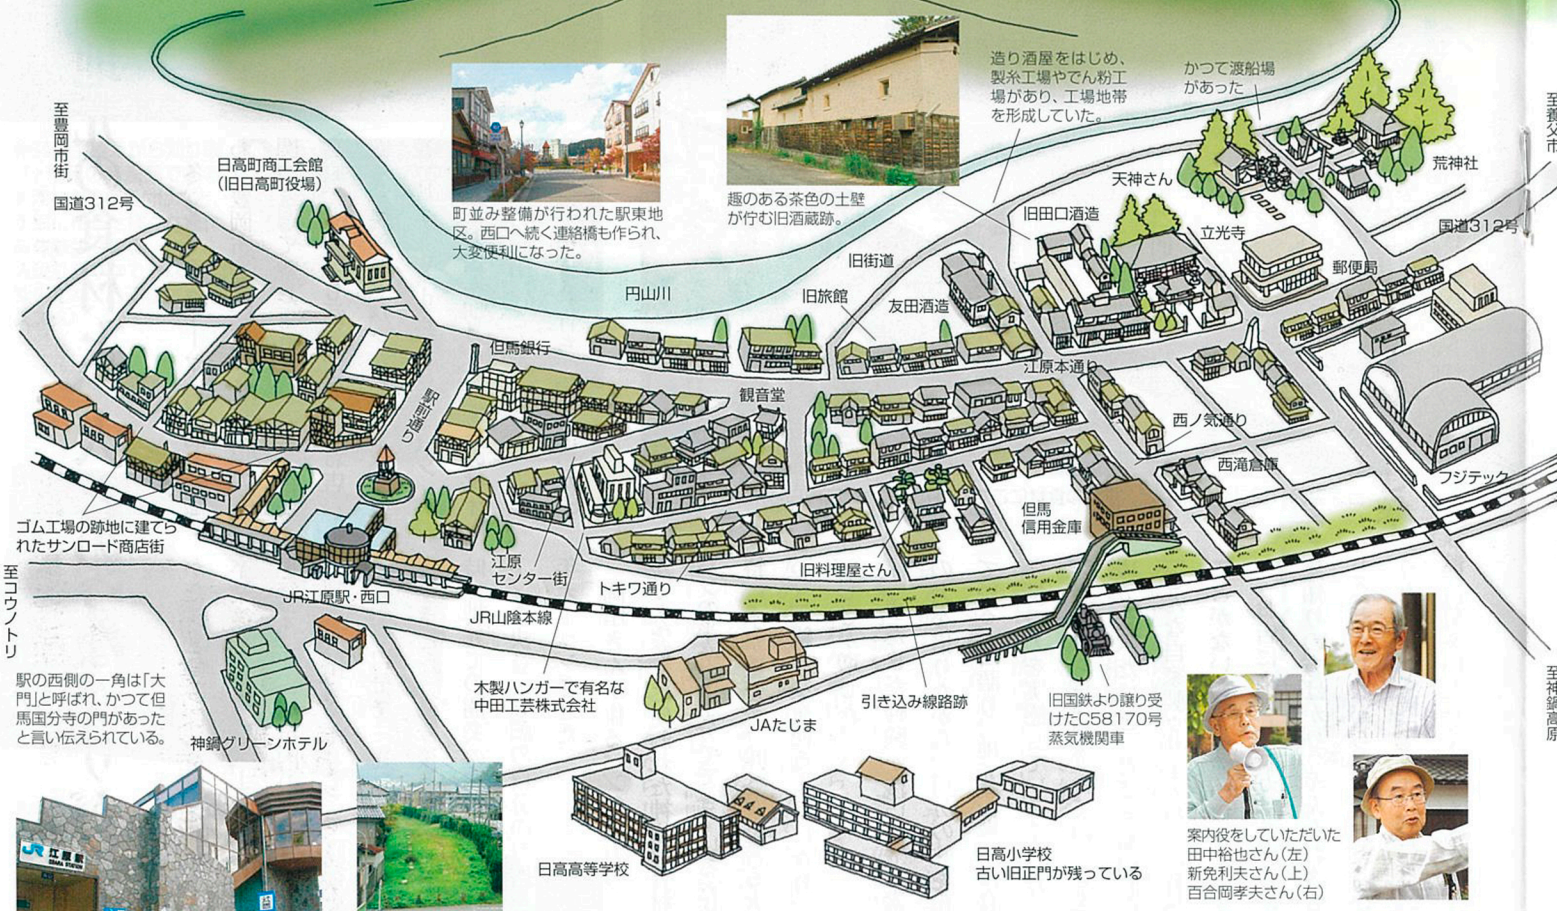 至豊岡市街
国道312号
日高町商工会館
(旧日高町役場)
町並み整備が行われた駅東地
区。西口へ続く連絡橋も作られ、
大変便利になった。
趣のある茶色の土壁
が佇む旧酒蔵跡。
造り酒屋をはじめ、
製糸工場やでん粉工
場があり、工場地帯
を形成していた。
かつて渡船場
があった
至養父市
荒神社
天神さん
国道312号
旧田口酒造
立光寺
郵便局
旧街道
円山川
旧旅館
友田酒造
但馬銀行
江原本通り
観音堂
駅前通り
西ノ気通り
西滝倉庫
フジテック
但馬
信用金庫
ゴム工場の跡地に建てら
れたサンロード商店街
至コウノトリ
江原
センター街
トキワ通り
旧料理屋さん
JR江原駅・西口
JR山陰本線
駅の西側の一角は「大
門」と呼ばれ、かつて但
馬国分寺の門があった
と言い伝えられている。
神鍋グリーンホテル
木製ハンガーで有名な
中田工芸株式会社
JAたじま
引き込み線路跡
旧国鉄より譲り受
けたC58170号
蒸気機関車
至神鍋高原
JR 江原駅
EBARA STATION
日高高等学校
日高小学校
古い旧正門が残っている
案内役をしていただいた
田中裕也さん(左)
新免利夫さん(上)
百合岡孝夫さん(右)